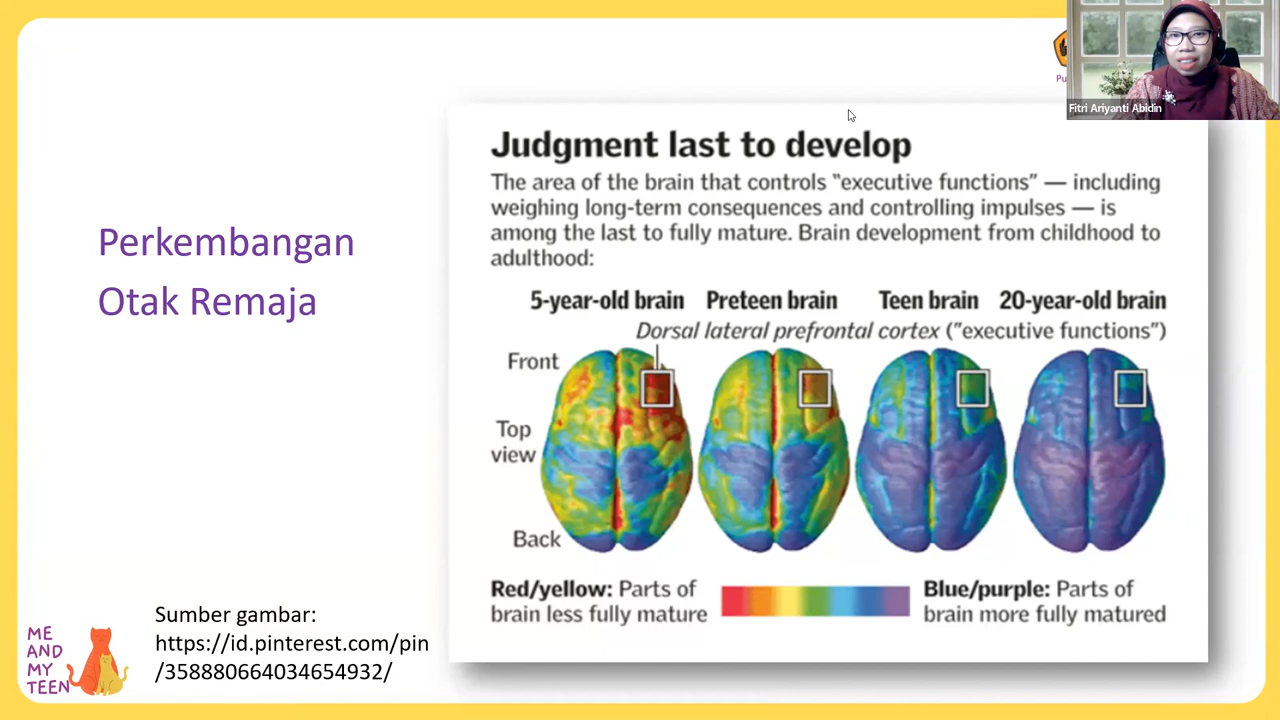 Fitri Ariyanti Abidin
Perkembangan
Otak Remaja
Judgment last to develop
The area of the brain that controls "executive functions" — including
weighing long-term consequences and controlling impulses — is
among the last to fully mature. Brain development from childhood to
adulthood:
5-year-old brain Preteen brain Teen brain 20-year-old brain
Dorsal lateral prefrontal cortex ("executive functions")
Front
Top
view
Back
Red/yellow: Parts of
brain less fully mature
Blue/purple: Parts of
brain more fully matured
Sumber gambar:
https://id.pinterest.com/pin
/358880664034654932/
ME
AND
MY
TEEN